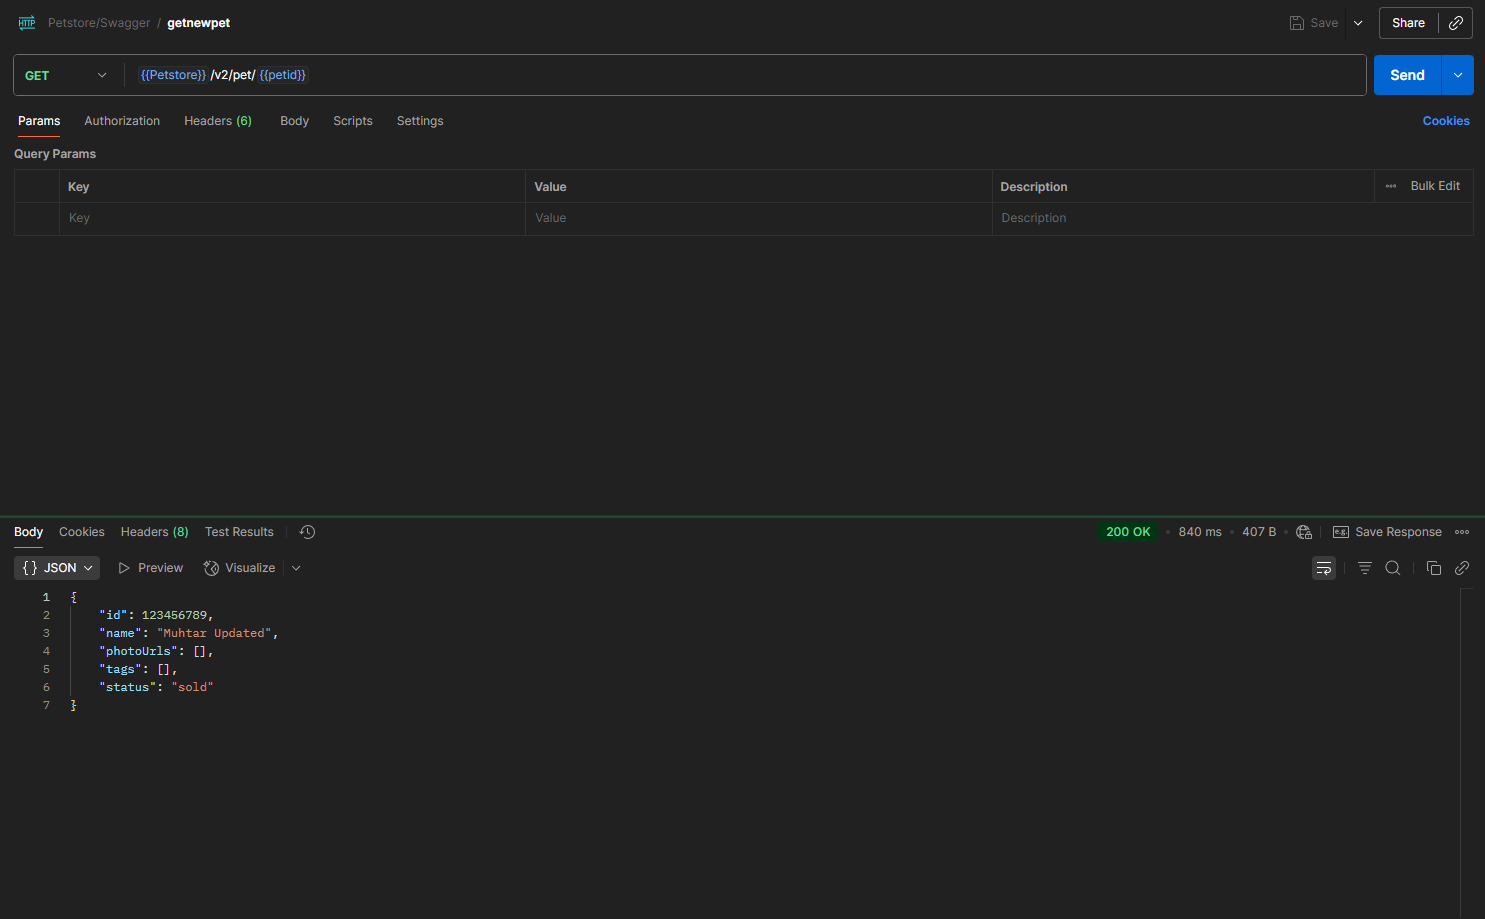 HTTP Petstore/Swagger / getnewpet Save Share
GET {{Petstore}} /v2/pet/ {{petid}} Send
Params Authorization Headers (6) Body Scripts Settings Cookies
Query Params
Key Value Description ••• Bulk Edit
Key Value Description
Body Cookies Headers (8) Test Results 200 OK • 840 ms • 407 B • e.g. Save Response
{} JSON Preview Visualize
1 {
2 "id": 123456789,
3 "name": "Muhtar Updated",
4 "photoUrls": [],
5 "tags": [],
6 "status": "sold"
7 }